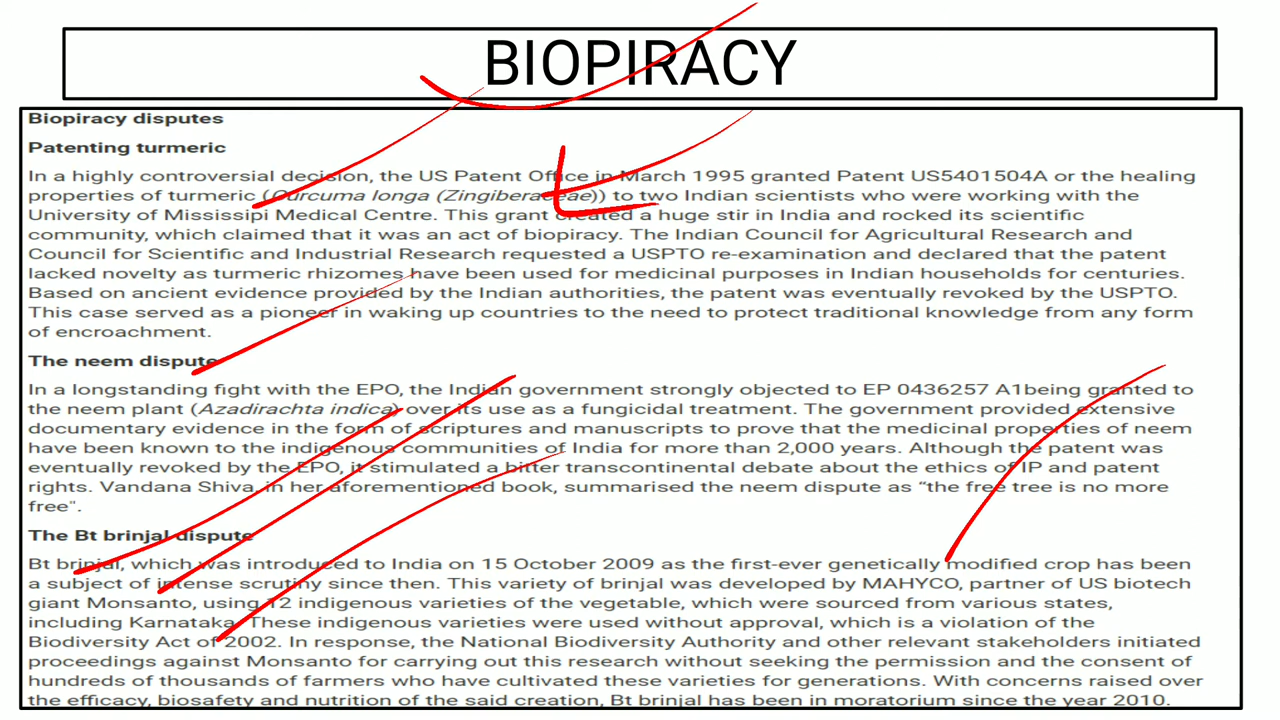 BIOPIRACY
Biopiracy disputes
Patenting turmeric
In a highly controversial decision, the US Patent Office in March 1995 granted Patent US5401504A or the healing
properties of turmeric (Curcuma longa (Zingiberaceae)) to two Indian scientists who were working with the
University of Mississipi Medical Centre. This grant created a huge stir in India and rocked its scientific
community, which claimed that it was an act of biopiracy. The Indian Council for Agricultural Research and
Council for Scientific and Industrial Research requested a USPTO re-examination and declared that the patent
lacked novelty as turmeric rhizomes have been used for medicinal purposes in Indian households for centuries.
Based on ancient evidence provided by the Indian authorities, the patent was eventually revoked by the USPTO.
This case served as a pioneer in waking up countries to the need to protect traditional knowledge from any form
of encroachment.
The neem dispute
In a longstanding fight with the EPO, the Indian government strongly objected to EP 0436257 A1being granted to
the neem plant (Azadirachta indica) over its use as a fungicidal treatment. The government provided extensive
documentary evidence in the form of scriptures and manuscripts to prove that the medicinal properties of neem
have been known to the indigenous communities of India for more than 2,000 years. Although the patent was
eventually revoked by the EPO, it stimulated a bitter transcontinental debate about the ethics of IP and patent
rights. Vandana Shiva, in her aforementioned book, summarised the neem dispute as “the free tree is no more
free".
The Bt brinjal dispute
Bt brinjal, which was introduced to India on 15 October 2009 as the first-ever genetically modified crop has been
a subject of intense scrutiny since then. This variety of brinjal was developed by MAHYCO, partner of US biotech
giant Monsanto, using 12 indigenous varieties of the vegetable, which were sourced from various states,
including Karnataka. These indigenous varieties were used without approval, which is a violation of the
Biodiversity Act of 2002. In response, the National Biodiversity Authority and other relevant stakeholders initiated
proceedings against Monsanto for carrying out this research without seeking the permission and the consent of
hundreds of thousands of farmers who have cultivated these varieties for generations. With concerns raised over
the efficacy, biosafety and nutrition of the said creation, Bt brinjal has been in moratorium since the year 2010.